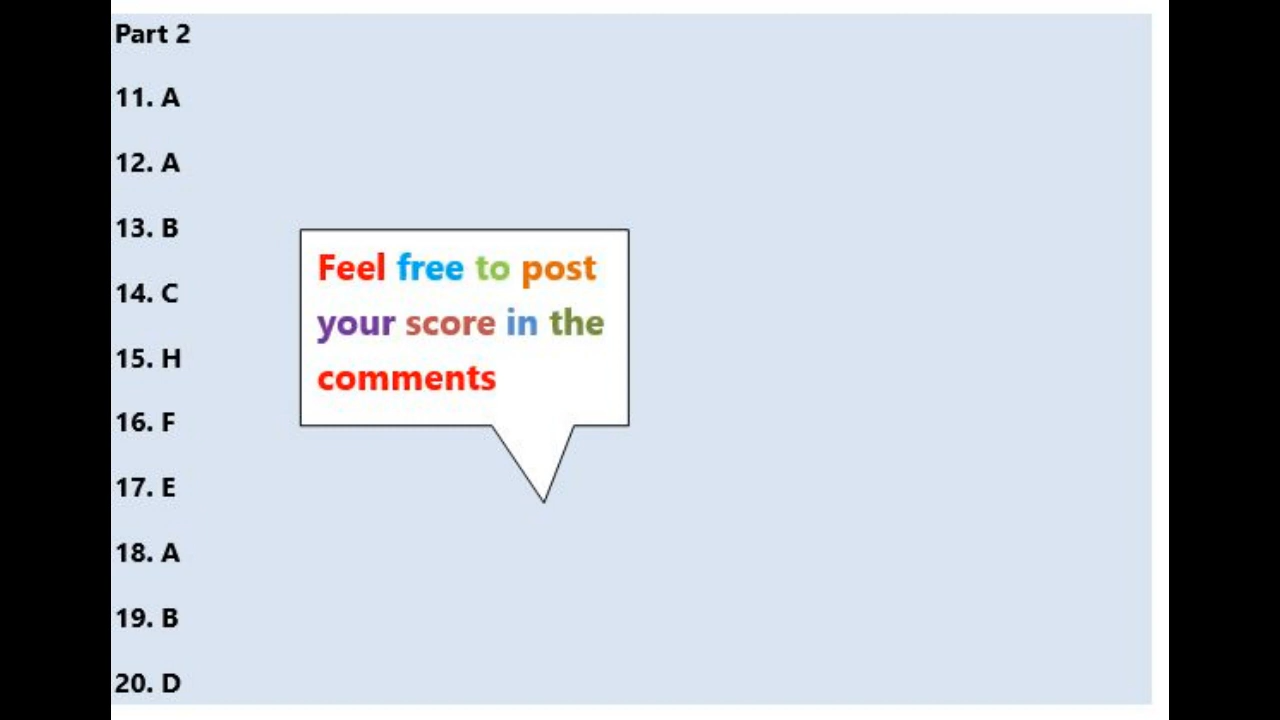 Part 2
11. A
12. A
13. B
14. C
15. H
16. F
17. E
18. A
19. B
20. D
Feel free to post
your score in the
comments